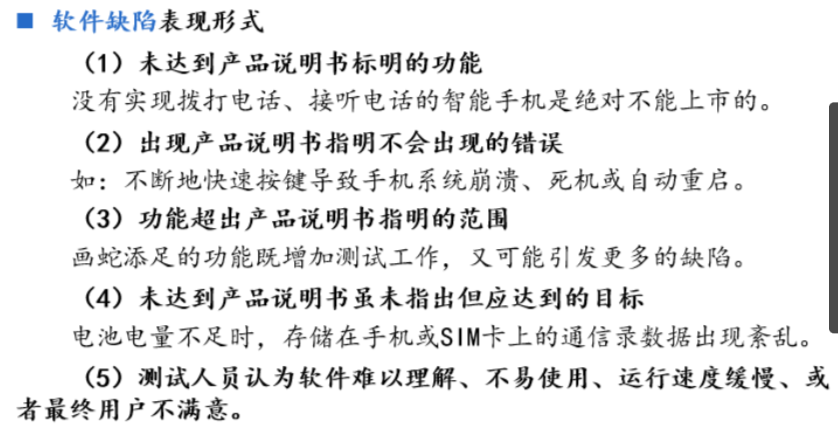 ■ 软件缺陷表现形式
（1）未达到产品说明书标明的功能
没有实现拨打电话、接听电话的智能手机是绝对不能上市的。
（2）出现产品说明书指明不会出现的错误
如：不断地快速按键导致手机系统崩溃、死机或自动重启。
（3）功能超出产品说明书指明的范围
画蛇添足的功能既增加测试工作，又可能引发更多的缺陷。
（4）未达到产品说明书虽未指出但应达到的目标
电池电量不足时，存储在手机或SIM卡上的通信录数据出现紊乱。
（5）测试人员认为软件难以理解、不易使用、运行速度缓慢、或
者最终用户不满意。